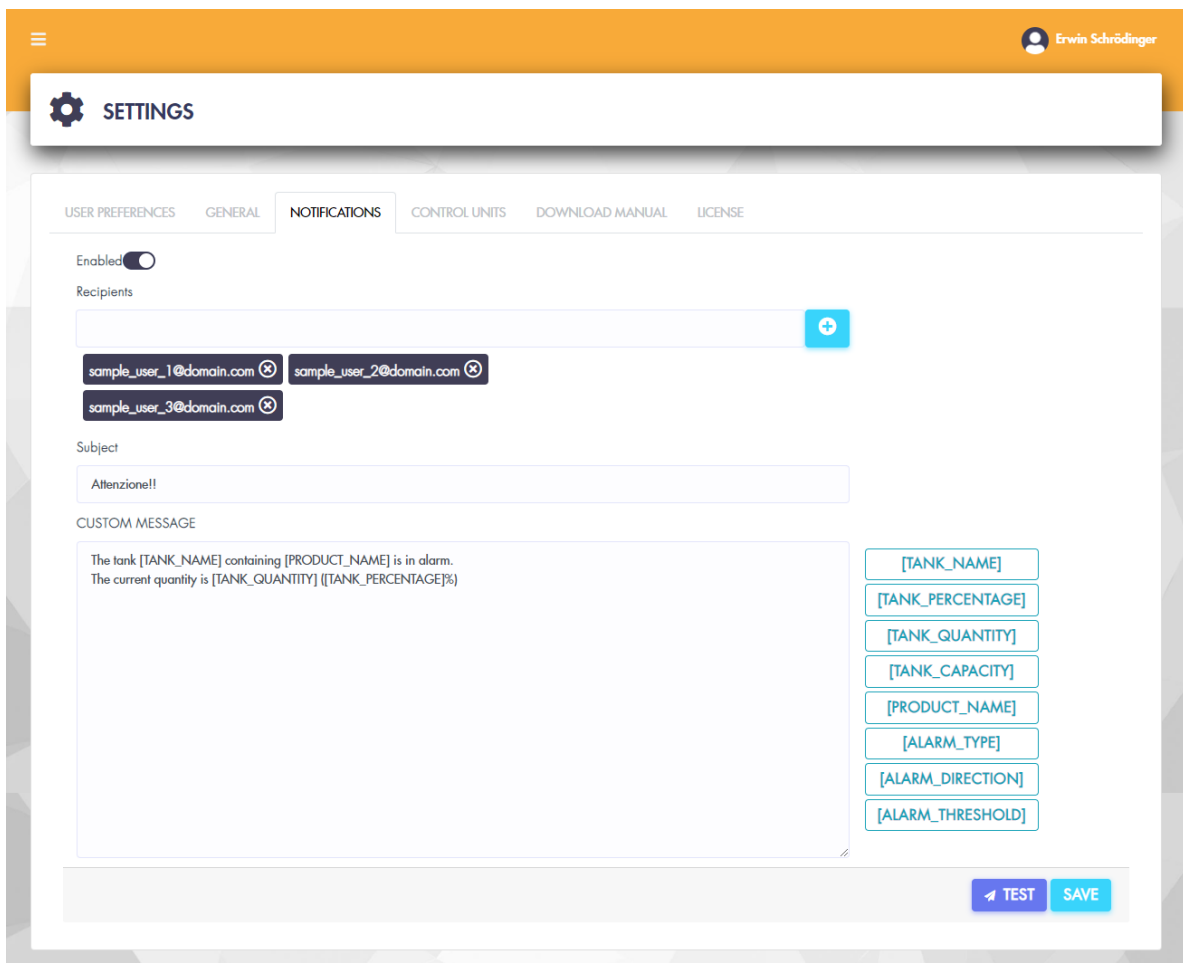 Erwin Schrödinger
SETTINGS
USER PREFERENCES GENERAL NOTIFICATIONS CONTROL UNITS DOWNLOAD MANUAL LICENSE
Enabled
Recipients
sample_user_1@domain.com sample_user_2@domain.com
sample_user_3@domain.com
Subject
Attenzione!!
CUSTOM MESSAGE
The tank [TANK_NAME] containing [PRODUCT_NAME] is in alarm.
The current quantity is [TANK_QUANTITY] ([TANK_PERCENTAGE]%)
[TANK_NAME]
[TANK_PERCENTAGE]
[TANK_QUANTITY]
[TANK_CAPACITY]
[PRODUCT_NAME]
[ALARM_TYPE]
[ALARM_DIRECTION]
[ALARM_THRESHOLD]
TEST SAVE